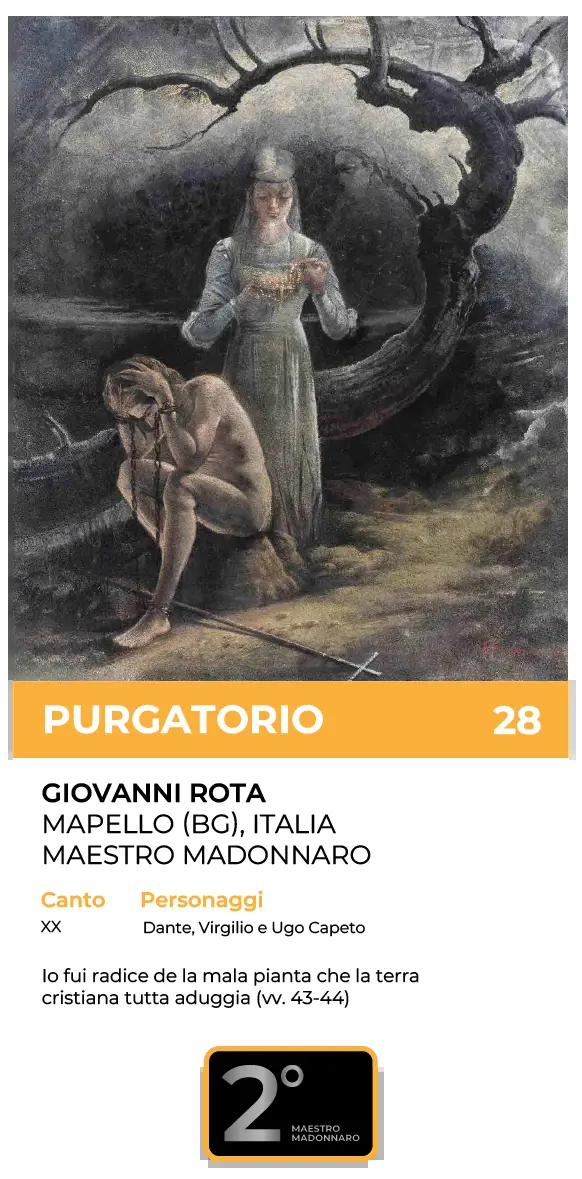 PURGATORIO 28
GIOVANNI ROTA
MAPELLO (BG), ITALIA
MAESTRO MADONNARO
Canto Personaggi
XX Dante, Virgilio e Ugo Capeto
Io fui radice de la mala pianta che la terra
cristiana tutta aduggia (vv. 43-44)
2°
MAESTRO
MADONNARO